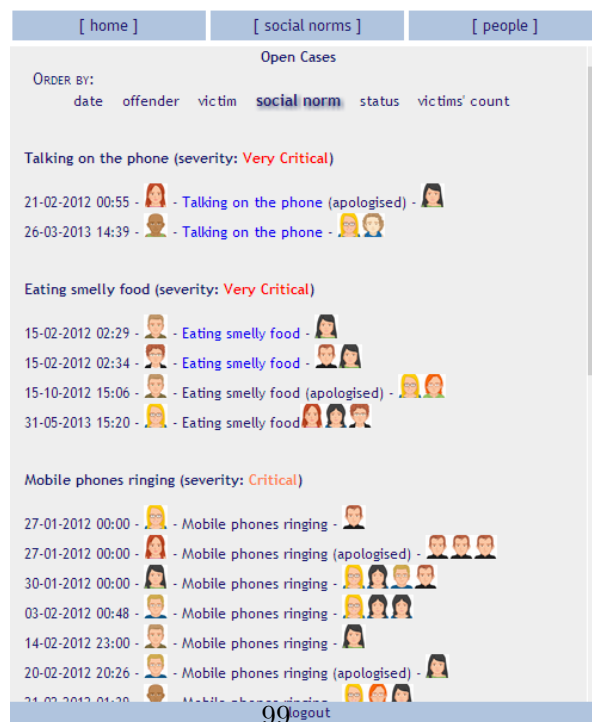 [ home ] [ social norms ] [ people ]
Open Cases
ORDER BY:
date offender victim social norm status victims' count
Talking on the phone (severity: Very Critical)
21-02-2012 00:55 - - Talking on the phone (apologised) -
26-03-2013 14:39 - - Talking on the phone -
Eating smelly food (severity: Very Critical)
15-02-2012 02:29 - - Eating smelly food -
15-02-2012 02:34 - - Eating smelly food -
15-10-2012 15:06 - - Eating smelly food (apologised) -
31-05-2013 15:20 - - Eating smelly food
Mobile phones ringing (severity: Critical)
27-01-2012 00:00 - - Mobile phones ringing -
27-01-2012 00:00 - - Mobile phones ringing (apologised) -
30-01-2012 00:00 - - Mobile phones ringing -
03-02-2012 00:48 - - Mobile phones ringing -
14-02-2012 23:00 - - Mobile phones ringing -
20-02-2012 20:26 - - Mobile phones ringing (apologised) -
99 logout